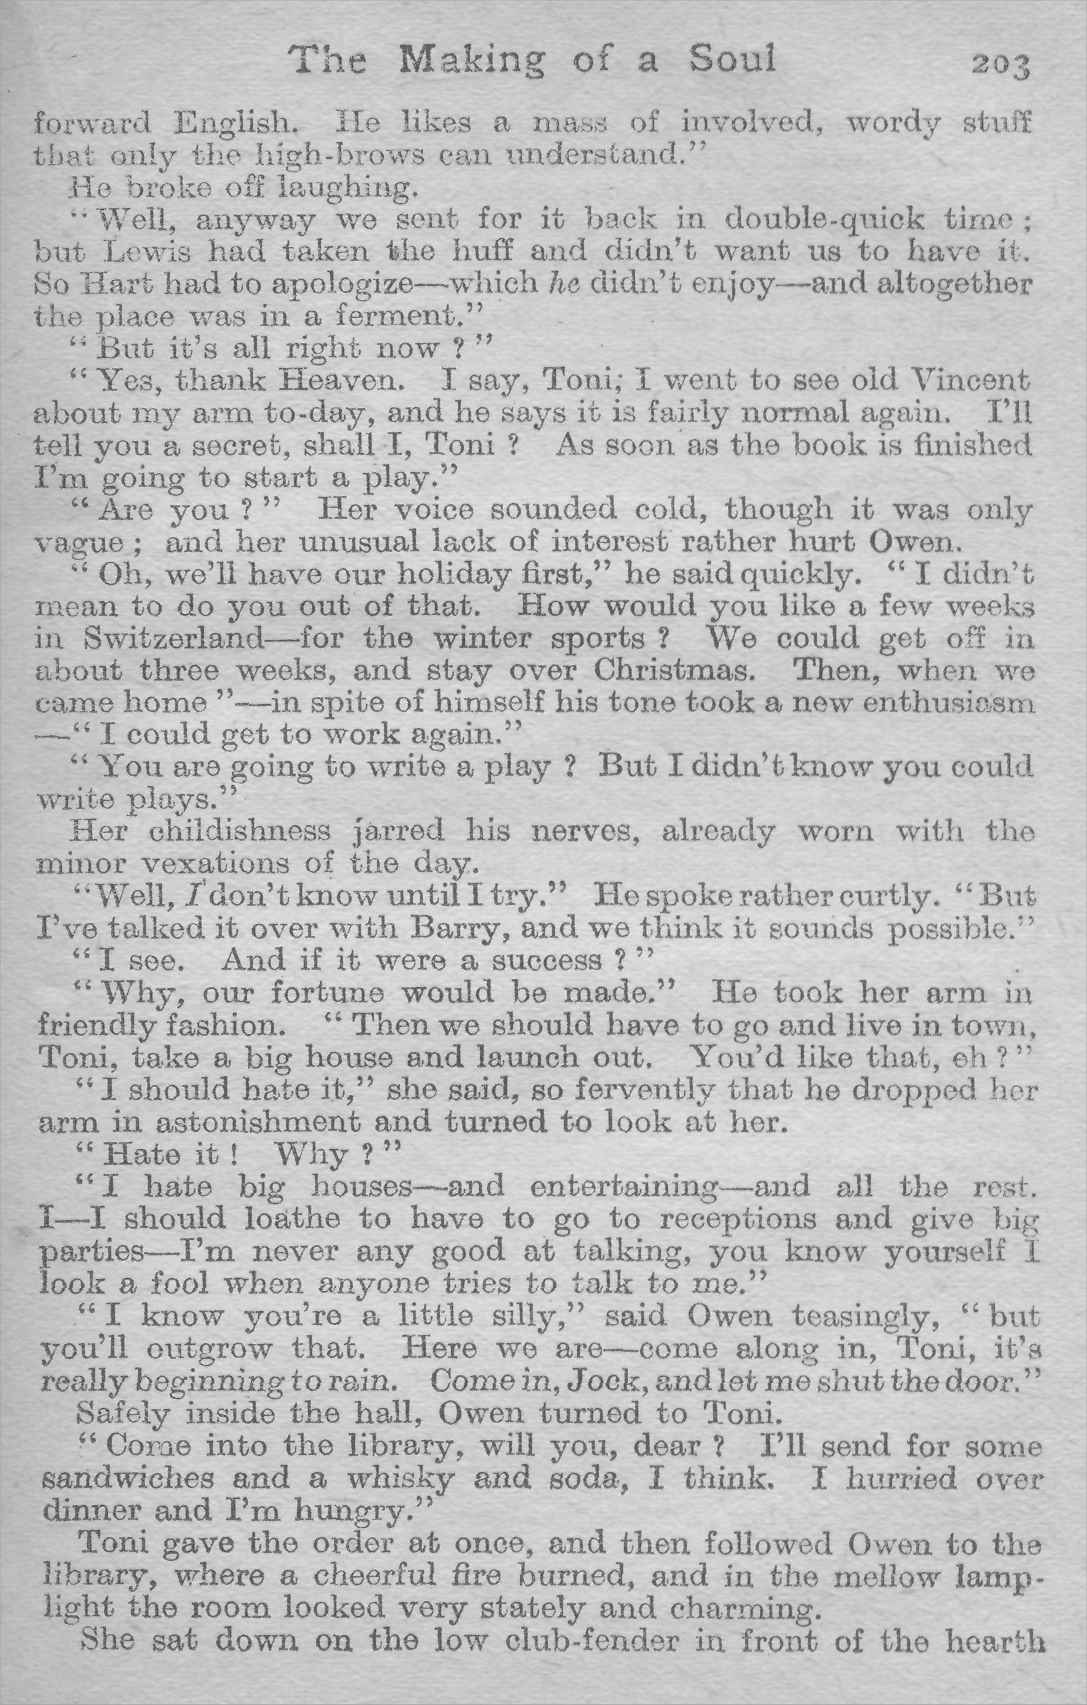 The Making of a Soul 203
forward English. He likes a mass of involved, wordy stuff
that only the high-brows can understand.”
He broke off laughing.
“Well, anyway we sent for it back in double-quick time ;
but Lewis had taken the huff and didn’t want us to have it.
So Hart had to apologize—which he didn’t enjoy—and altogether
the place was in a ferment.”
“But it’s all right now ? ”
“Yes, thank Heaven. I say, Toni; I went to see old Vincent
about my arm to-day, and he says it is fairly normal again. I’ll
tell you a secret, shall I, Toni ? As soon as the book is finished
I’m going to start a play.”
“Are you ? ” Her voice sounded cold, though it was only
vague ; and her unusual lack of interest rather hurt Owen.
“Oh, we’ll have our holiday first,” he said quickly. “I didn’t
mean to do you out of that. How would you like a few weeks
in Switzerland—for the winter sports ? We could get off in
about three weeks, and stay over Christmas. Then, when we
came home ”—in spite of himself his tone took a new enthusiasm
—“I could get to work again.”
“You are going to write a play ? But I didn’t know you could
write plays.”
Her childishness jarred his nerves, already worn with the
minor vexations of the day.
“Well, I don’t know until I try.” He spoke rather curtly. “But
I’ve talked it over with Barry, and we think it sounds possible.”
“I see. And if it were a success ? ”
“Why, our fortune would be made.” He took her arm in
friendly fashion. “Then we should have to go and live in town,
Toni, take a big house and launch out. You’d like that, eh ? ”
“I should hate it,” she said, so fervently that he dropped her
arm in astonishment and turned to look at her.
“Hate it ! Why ? ”
“I hate big houses—and entertaining—and all the rest.
I—I should loathe to have to go to receptions and give big
parties—I’m never any good at talking, you know yourself I
look a fool when anyone tries to talk to me.”
“I know you’re a little silly,” said Owen teasingly, “but
you’ll outgrow that. Here we are—come along in, Toni, it’s
really beginning to rain. Come in, Jock, and let me shut the door.”
Safely inside the hall, Owen turned to Toni.
“Come into the library, will you, dear ? I’ll send for some
sandwiches and a whisky and soda, I think. I hurried over
dinner and I’m hungry.”
Toni gave the order at once, and then followed Owen to the
library, where a cheerful fire burned, and in the mellow lamp-
light the room looked very stately and charming.
She sat down on the low club-fender in front of the hearth